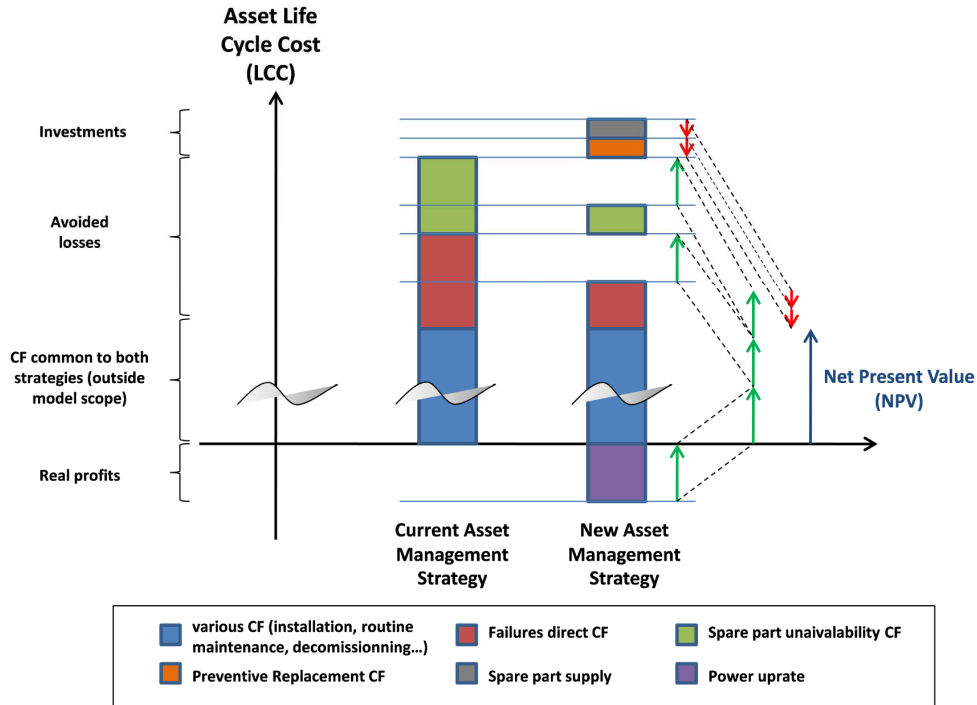 Asset Life
Cycle Cost
(LCC)
Investments
Avoided
losses
CF common to both
strategies (outside
model scope)
Real profits
Net Present Value
(NPV)
Current Asset
Management
Strategy
New Asset
Management
Strategy
various CF (installation, routine
maintenance, decomissionning...)
Failures direct CF
Spare part unaivalability CF
Preventive Replacement CF
Spare part supply
Power uprate